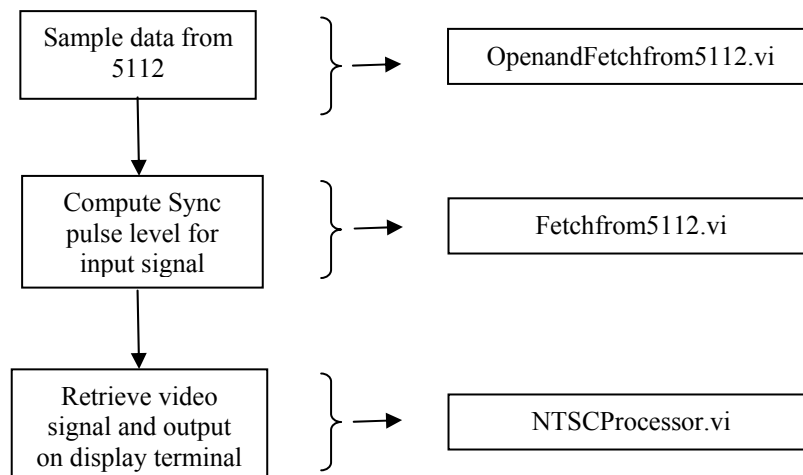 Sample data from
5112
OpenandFetchfrom5112.vi
Compute Sync
pulse level for
input signal
Fetchfrom5112.vi
Retrieve video
signal and output
on display terminal
NTSCProcessor.vi